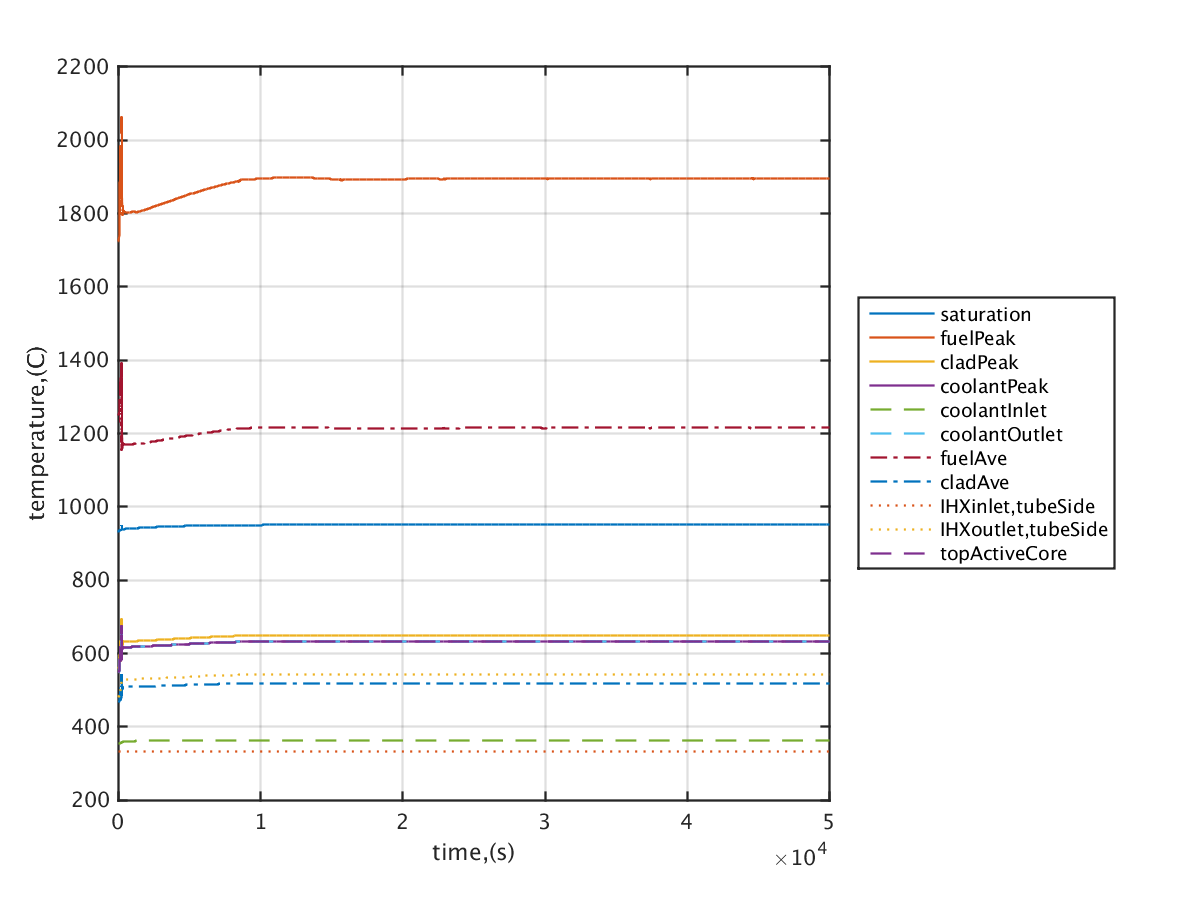 2200
2000
1800
1600
1400
1200
1000
800
600
400
200
temperature,(C)
0
1
2
3
4
5
time,(s)
×10^4
saturation
fuelPeak
cladPeak
coolantPeak
coolantInlet
coolantOutlet
fuelAve
cladAve
IHXinlet,tubeSide
IHXoutlet,tubeSide
topActiveCore